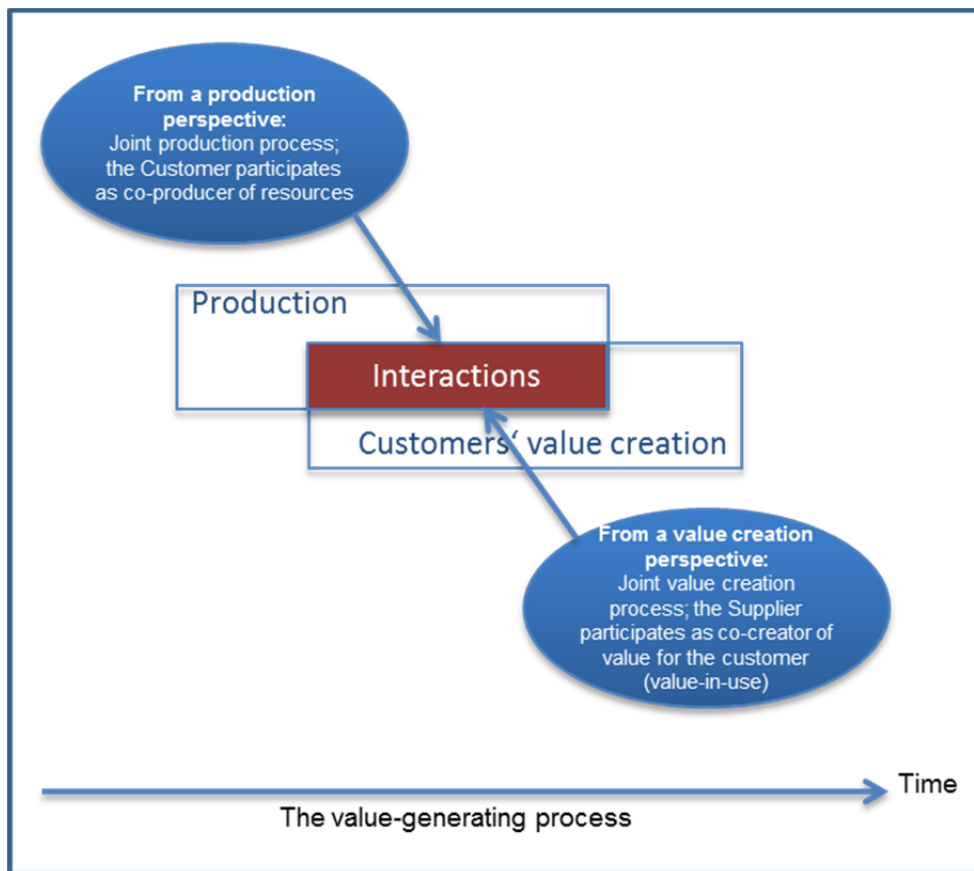 From a production
perspective:
Joint production process;
the Customer participates
as co-producer of resources
Production
Interactions
Customers‘ value creation
From a value creation
perspective:
Joint value creation
process; the Supplier
participates as co-creator of
value for the customer
(value-in-use)
Time
The value-generating process